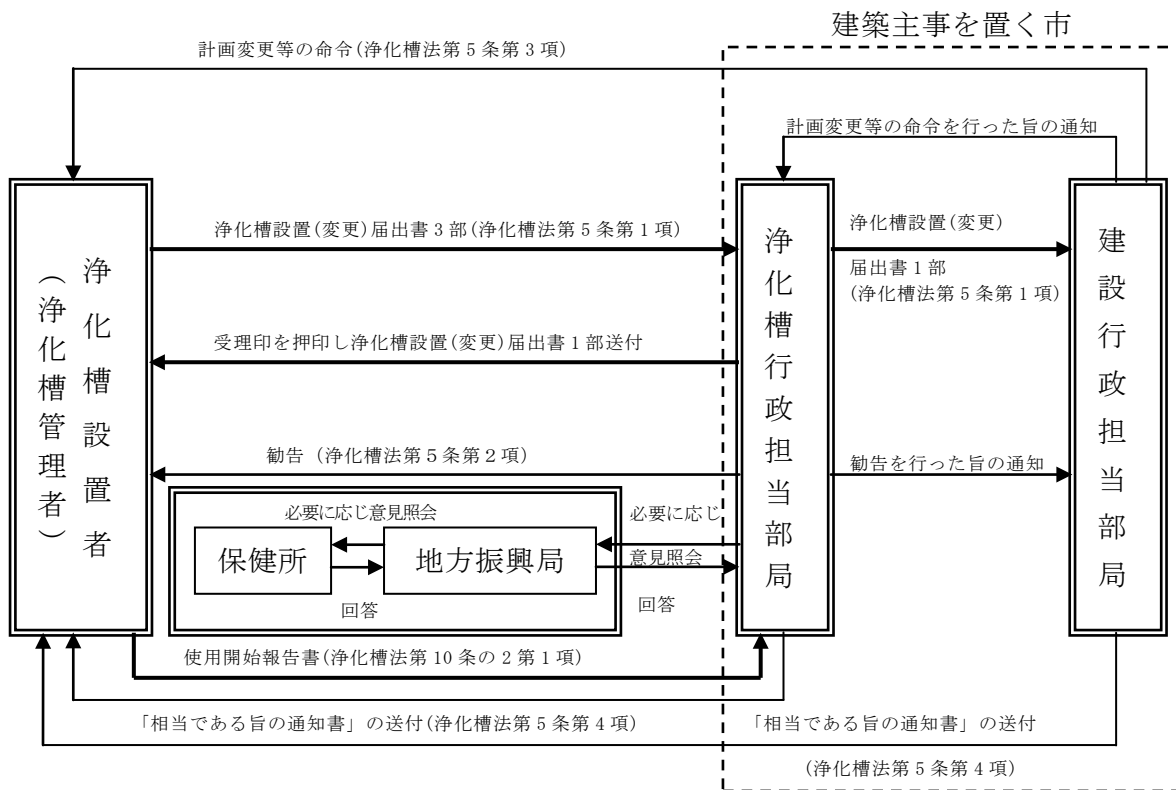 建築主事を置く市
計画変更等の命令(浄化槽法第5条第3項)
計画変更等の命令を行った旨の通知
浄化槽設置者
(浄化槽管理者)
浄化槽設置(変更)届出書3部(浄化槽法第5条第1項)
浄化槽行政担当部局
浄化槽設置(変更)
届出書1部
(浄化槽法第5条第1項)
建設行政担当部局
受理印を押印し浄化槽設置(変更)届出書1部送付
勧告(浄化槽法第5条第2項)
勧告を行った旨の通知
必要に応じ意見照会
必要に応じ
意見照会
保健所
地方振興局
回答
回答
使用開始報告書(浄化槽法第10条の2第1項)
「相当である旨の通知書」の送付(浄化槽法第5条第4項)
「相当である旨の通知書」の送付
(浄化槽法第5条第4項)